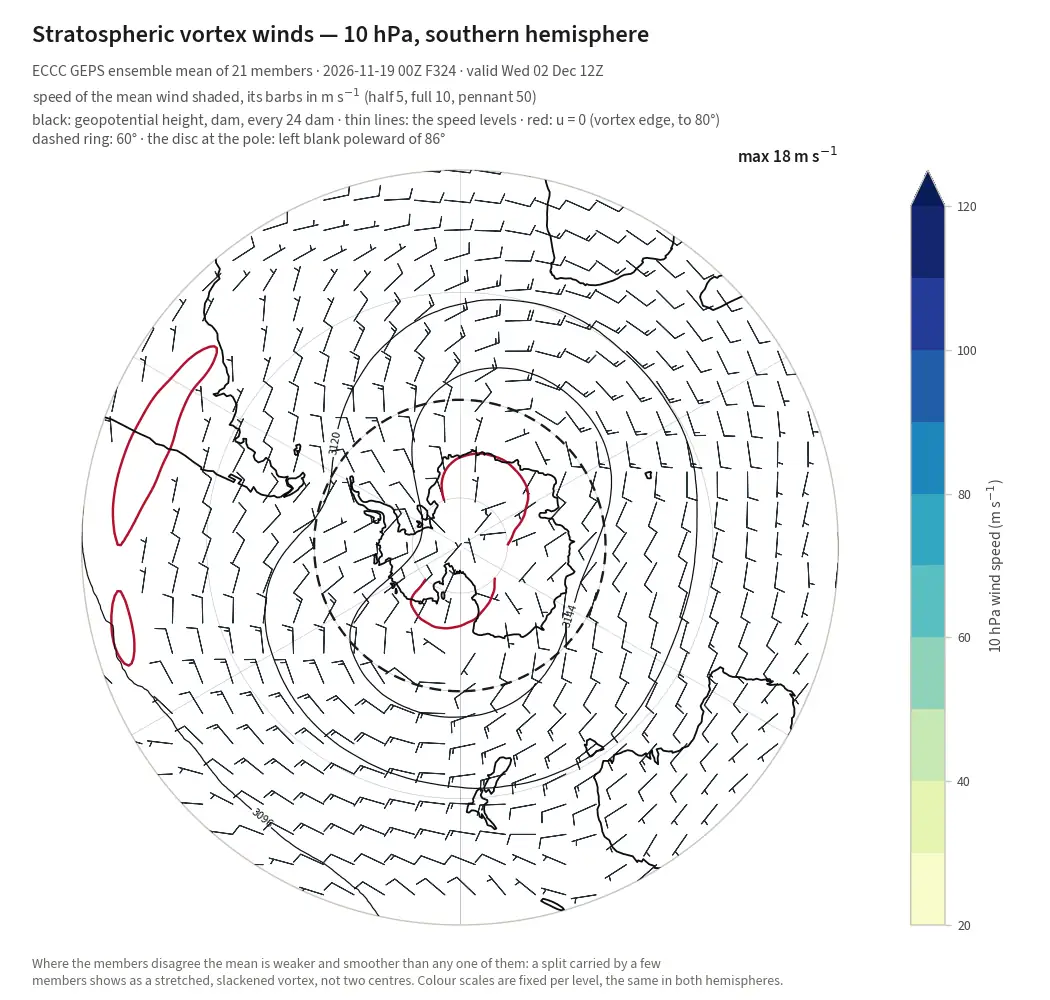 Stratospheric vortex winds — 10 hPa, southern hemisphere
ECCC GEPS ensemble mean of 21 members · 2026-11-19 00Z F324 · valid Wed 02 Dec 12Z
speed of the mean wind shaded, its barbs in m s⁻¹ (half 5, full 10, pennant 50)
black: geopotential height, dam, every 24 dam · thin lines: the speed levels · red: u = 0 (vortex edge, to 80°)
dashed ring: 60° · the disc at the pole: left blank poleward of 86°
max 18 m s⁻¹
120
100
80
60
40
20
10 hPa wind speed (m s⁻¹)
3120
3144
3096
Where the members disagree the mean is weaker and smoother than any one of them: a split carried by a few
members shows as a stretched, slackened vortex, not two centres. Colour scales are fixed per level, the same in both hemispheres.